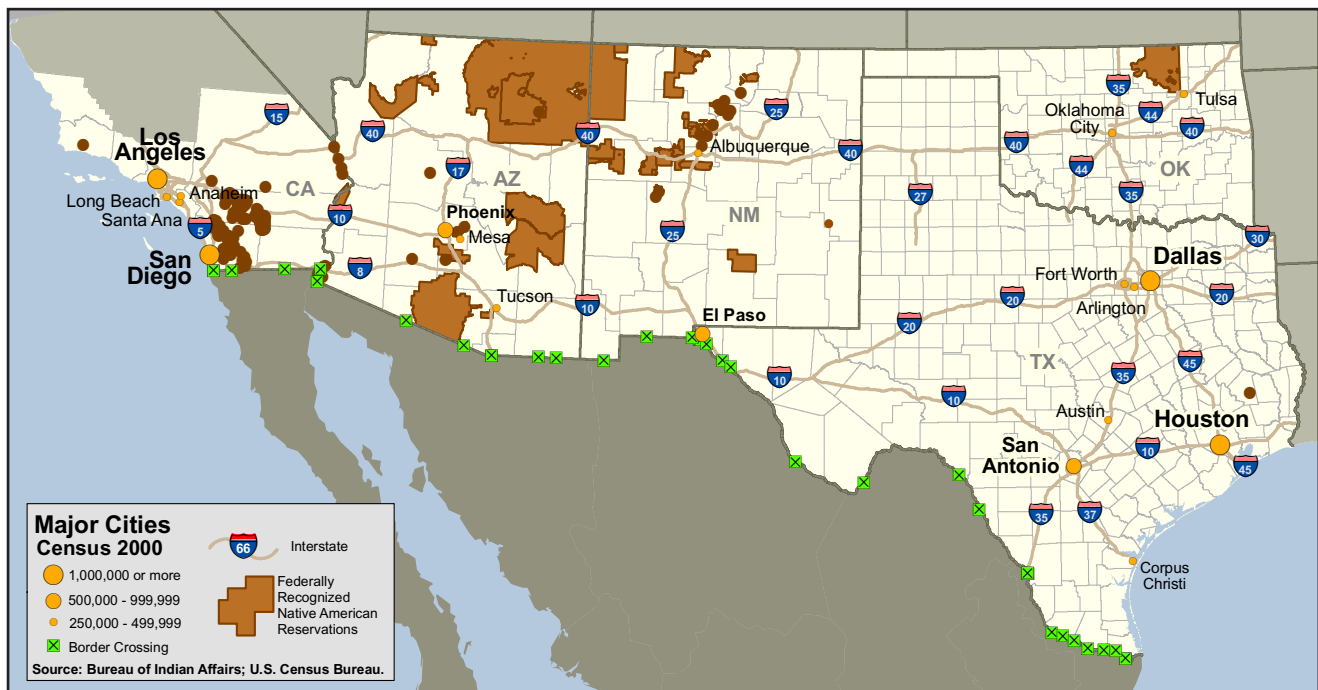 15
40
40
25
40
40
35
44
40
Tulsa
Oklahoma
City
44
OK
35
Los
Angeles
CA
17
AZ
Albuquerque
27
Long Beach
Anaheim
Santa Ana
10
5
Phoenix
Mesa
NM
25
30
San
Diego
8
Tucson
10
El Paso
Fort Worth
Dallas
Arlington
20
20
20
10
TX
35
45
10
Austin
Houston
San
Antonio
10
45
35
37
Corpus
Christi
Major Cities
Census 2000
1,000,000 or more
500,000 - 999,999
250,000 - 499,999
Border Crossing
66
Interstate
Federally
Recognized
Native American
Reservations
Source: Bureau of Indian Affairs; U.S. Census Bureau.